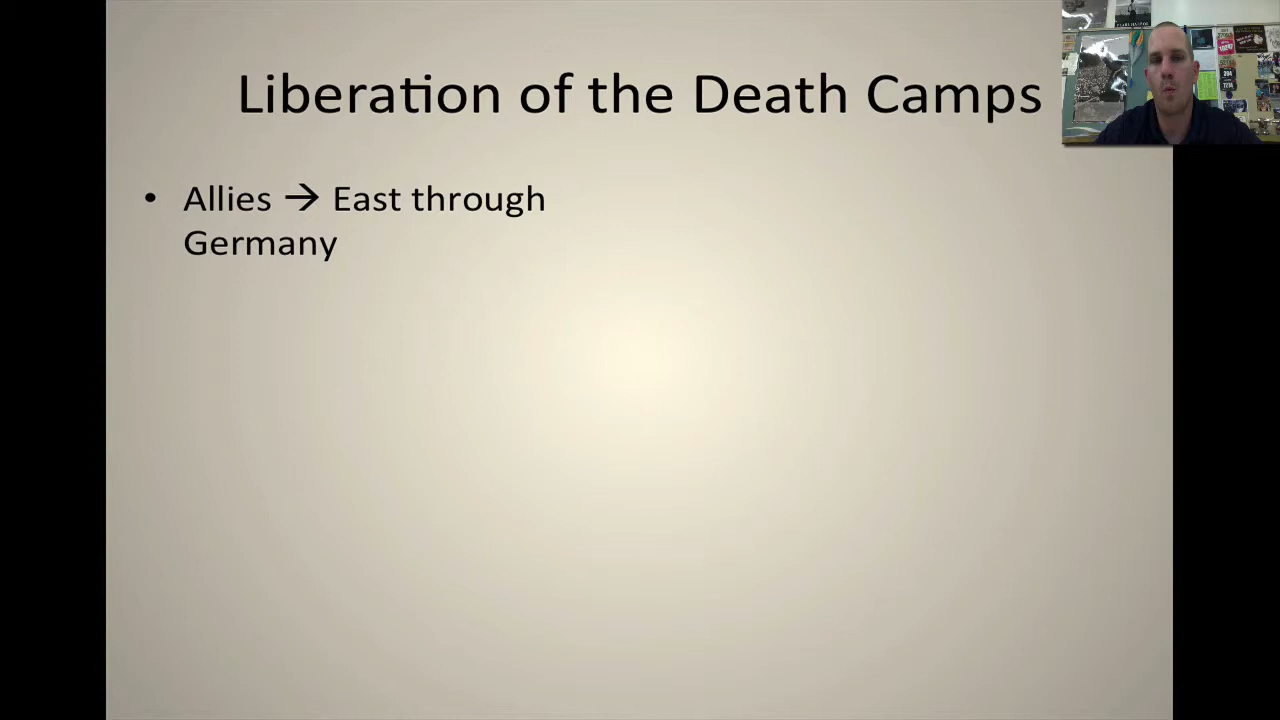 Liberation of the Death Camps
• Allies → East through
Germany